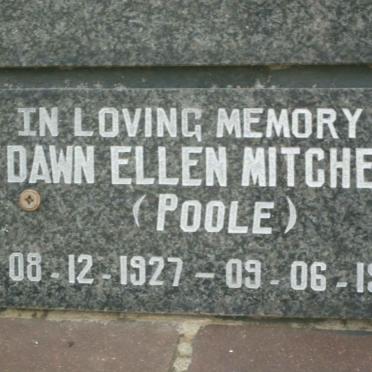 IN LOVING MEMORY
DAWN ELLEN MITCHE
(POOLE)
08-12-1927-09-06-19